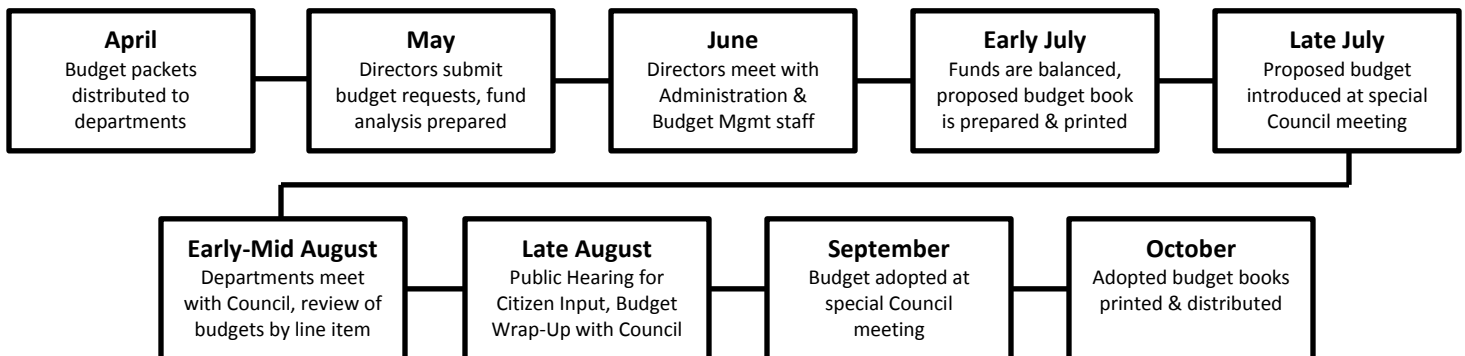 April
Budget packets
distributed to
departments
May
Directors submit
budget requests, fund
analysis prepared
June
Directors meet with
Administration &
Budget Mgmt staff
Early July
Funds are balanced,
proposed budget book
is prepared & printed
Late July
Proposed budget
introduced at special
Council meeting
Early-Mid August
Departments meet
with Council, review of
budgets by line item
Late August
Public Hearing for
Citizen Input, Budget
Wrap-Up with Council
September
Budget adopted at
special Council
meeting
October
Adopted budget books
printed & distributed